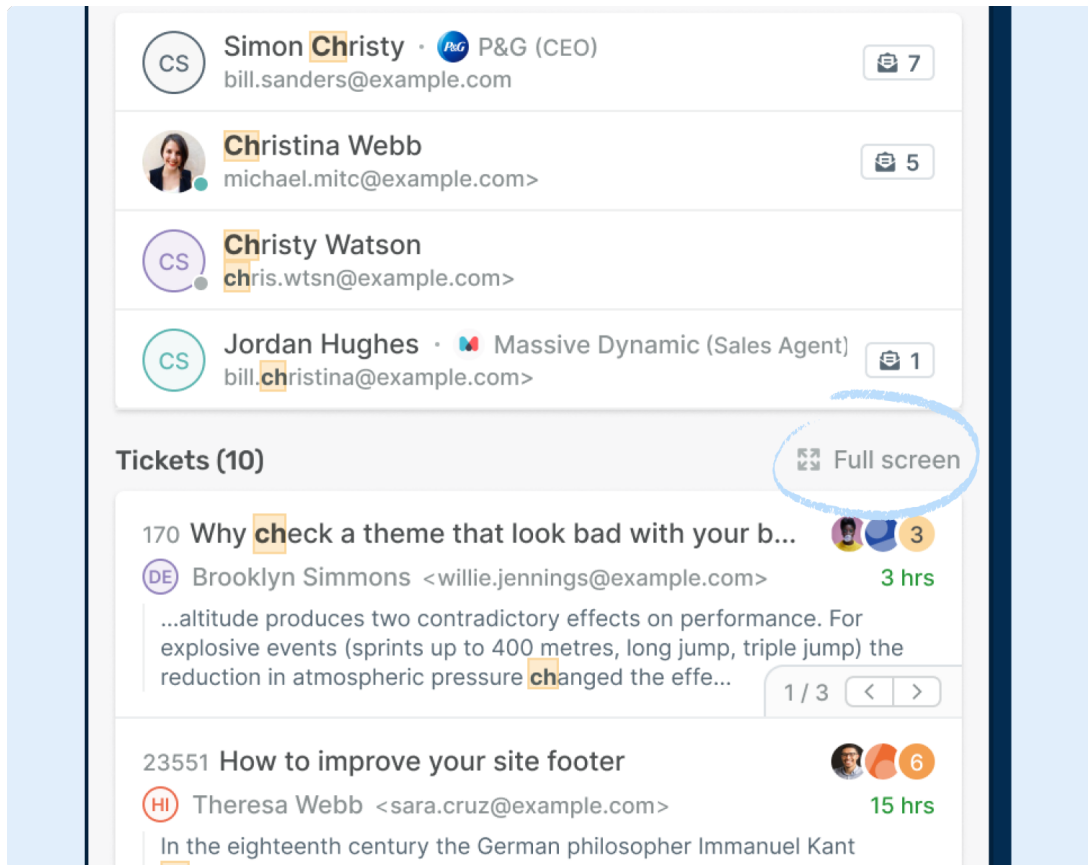 CS
Simon Christy · P&G P&G (CEO)
bill.sanders@example.com
7
Christina Webb
michael.mitc@example.com>
5
CS
Christy Watson
chris.wtsn@example.com>
CS
Jordan Hughes · Massive Dynamic (Sales Agent)
bill.christina@example.com>
1
Tickets (10)
Full screen
170 Why check a theme that look bad with your b...
3
DE Brooklyn Simmons <willie.jennings@example.com>
3 hrs
...altitude produces two contradictory effects on performance. For
explosive events (sprints up to 400 metres, long jump, triple jump) the
reduction in atmospheric pressure changed the effe...
1 / 3 < >
23551 How to improve your site footer
6
HI Theresa Webb <sara.cruz@example.com>
15 hrs
In the eighteenth century the German philosopher Immanuel Kant